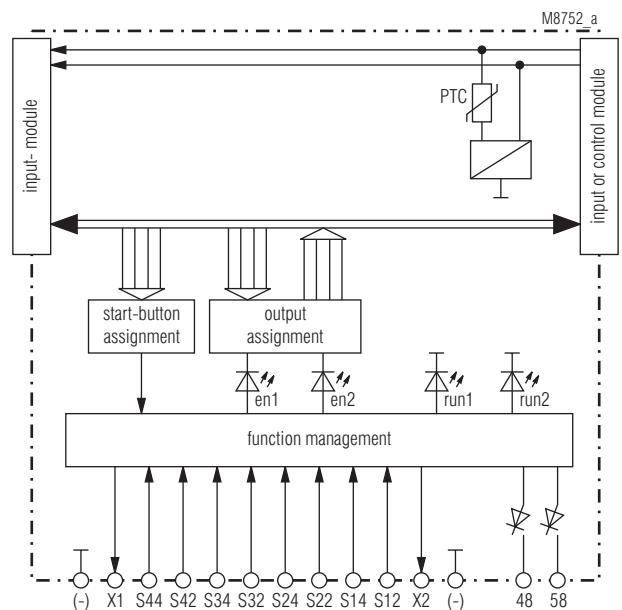 M8752_a
input- module
PTC
input or control module
start-button
assignment
output
assignment
en1
en2
run1
run2
function management
(-)
X1
S44
S42
S34
S32
S24
S22
S14
S12
X2
(-)
48
58